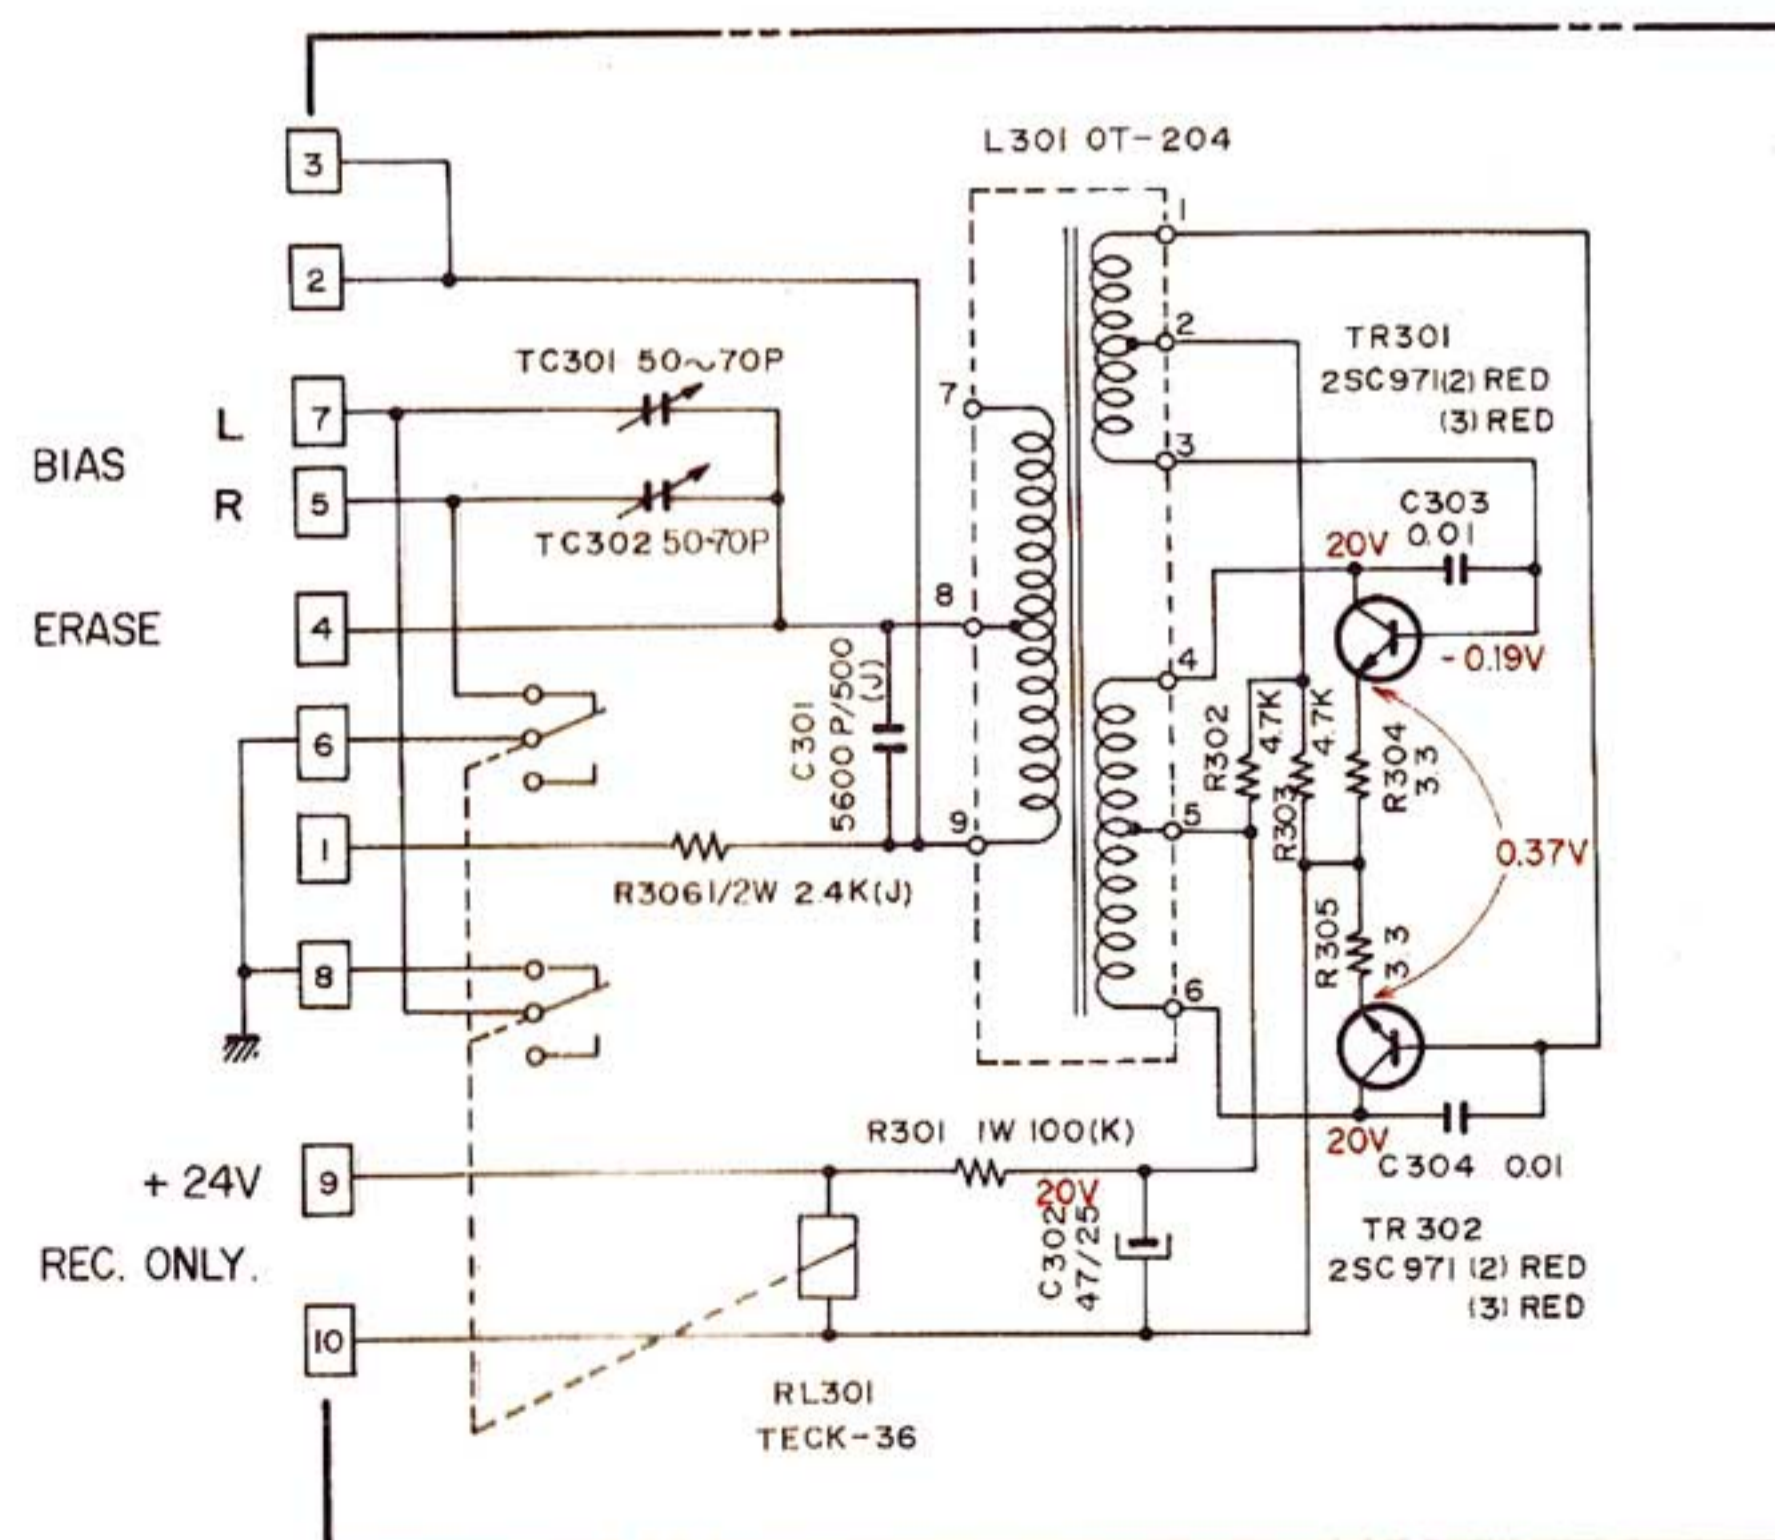 L301 OT-204
3
2
7
5
4
6
1
8
9
10
BIAS
L
R
ERASE
+ 24V
REC. ONLY.
TC301 50~70P
TC302 50~70P
C301
5600P/500
(J)
R306 1/2W 2.4K(J)
R301 1W 100(K)
20V
C302
47/25
RL301
TECK-36
7
8
9
1
2
3
4
5
6
TR301
2SC971(2) RED
(3) RED
C303
0.01
20V
-0.19V
R302
4.7K
R303
4.7K
R304
3.3
0.37V
R305
3.3
20V
C304 0.01
TR302
2SC971 (2) RED
(3) RED